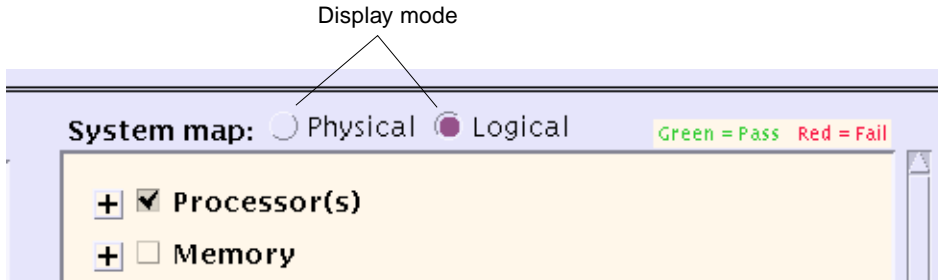 Display mode
System map: Physical Logical
Green = Pass Red = Fail
Processor(s)
Memory